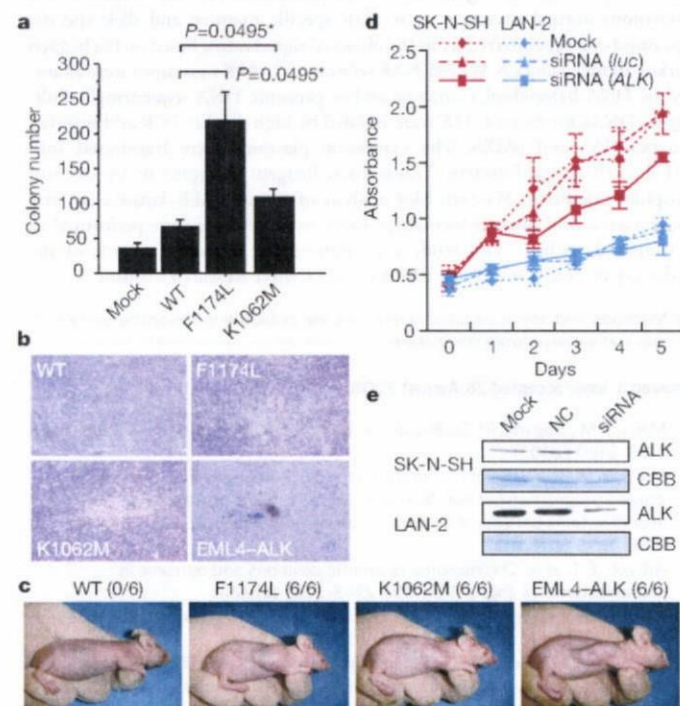 a
P=0.0495*
P=0.0495*
Colony number
300
250
200
150
100
50
0
Mock
WT
F1174L
K1062M
b
WT
F1174L
K1062M
EML4–ALK
c
WT (0/6)
F1174L (6/6)
K1062M (6/6)
EML4–ALK (6/6)
d
SK-N-SH LAN-2
Mock
siRNA (luc)
siRNA (ALK)
Absorbance
2.5
2.0
1.5
1.0
0.5
0
0 1 2 3 4 5
Days
e
Mock
NC
siRNA
SK-N-SH
ALK
CBB
LAN-2
ALK
CBB